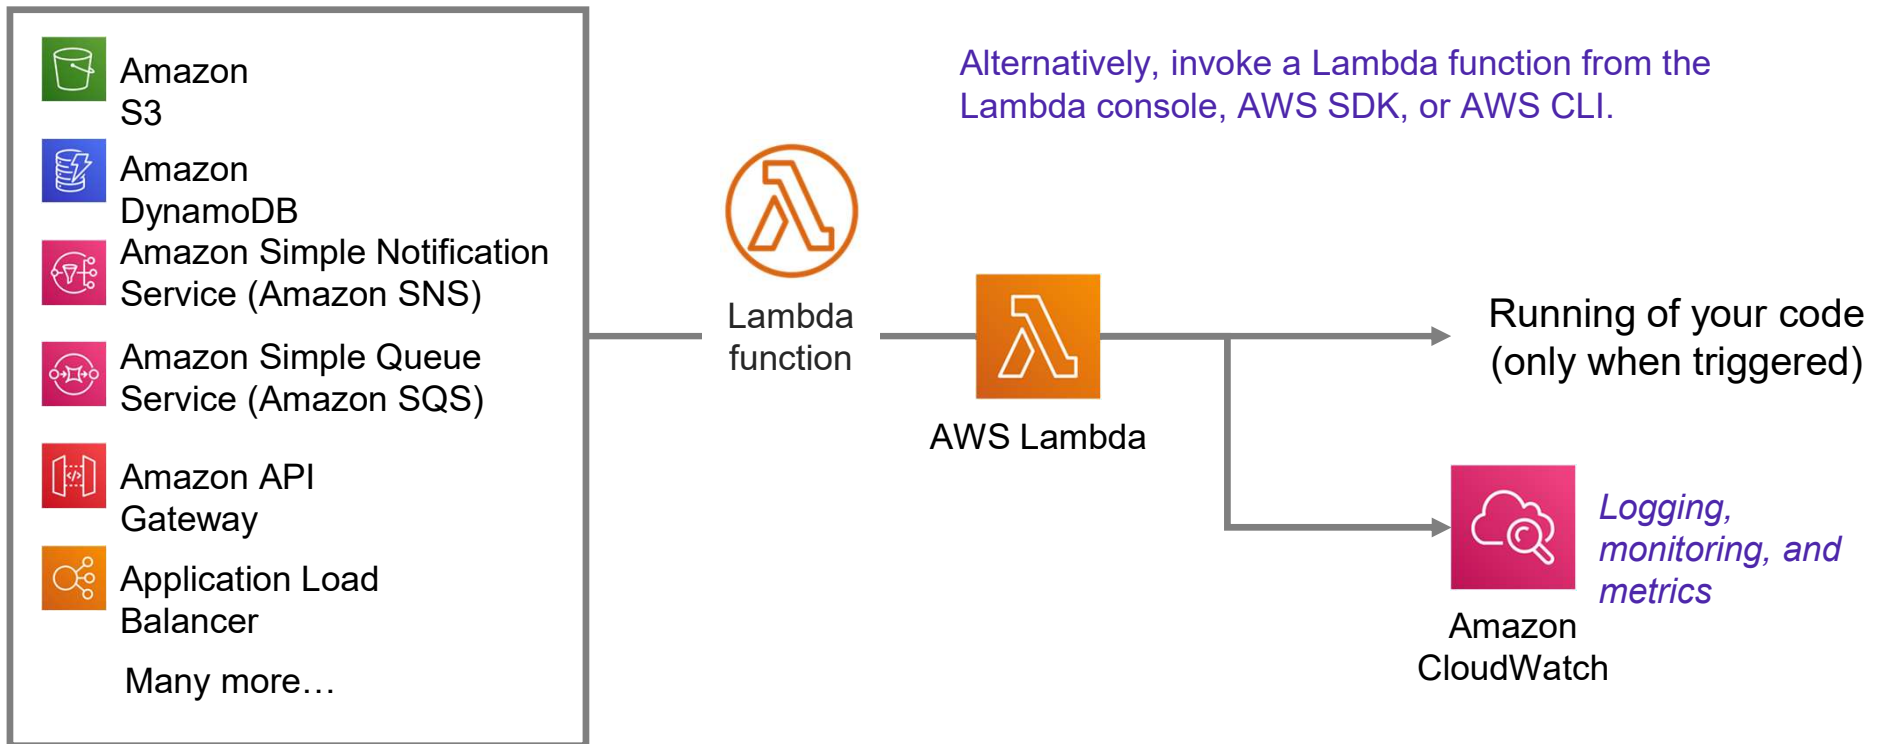 Amazon
S3
Amazon
DynamoDB
Amazon Simple Notification
Service (Amazon SNS)
Amazon Simple Queue
Service (Amazon SQS)
Amazon API
Gateway
Application Load
Balancer
Many more…
Alternatively, invoke a Lambda function from the
Lambda console, AWS SDK, or AWS CLI.
Lambda
function
AWS Lambda
Running of your code
(only when triggered)
Logging,
monitoring, and
metrics
Amazon
CloudWatch